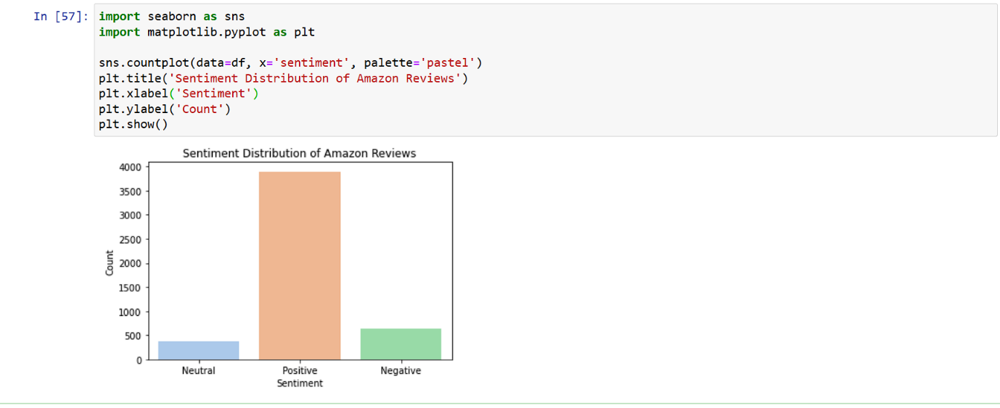 In [57]: import seaborn as sns
import matplotlib.pyplot as plt
sns.countplot(data=df, x='sentiment', palette='pastel')
plt.title('Sentiment Distribution of Amazon Reviews')
plt.xlabel('Sentiment')
plt.ylabel('Count')
plt.show()
Sentiment Distribution of Amazon Reviews
4000
3500
3000
2500
2000
1500
1000
500
0
Count
Neutral Positive Negative
Sentiment